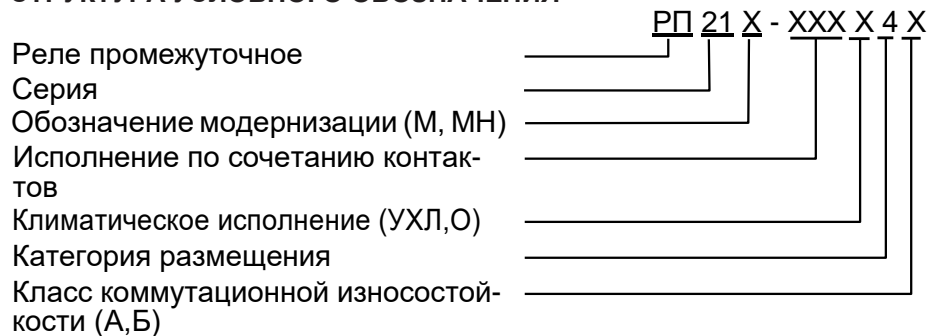 РП 21 Х - ХХХ Х 4 Х
Реле промежуточное
Серия
Обозначение модернизации (М, МН)
Исполнение по сочетанию контак-
тов
Климатическое исполнение (УХЛ,О)
Категория размещения
Класс коммутационной износостой-
кости (А,Б)